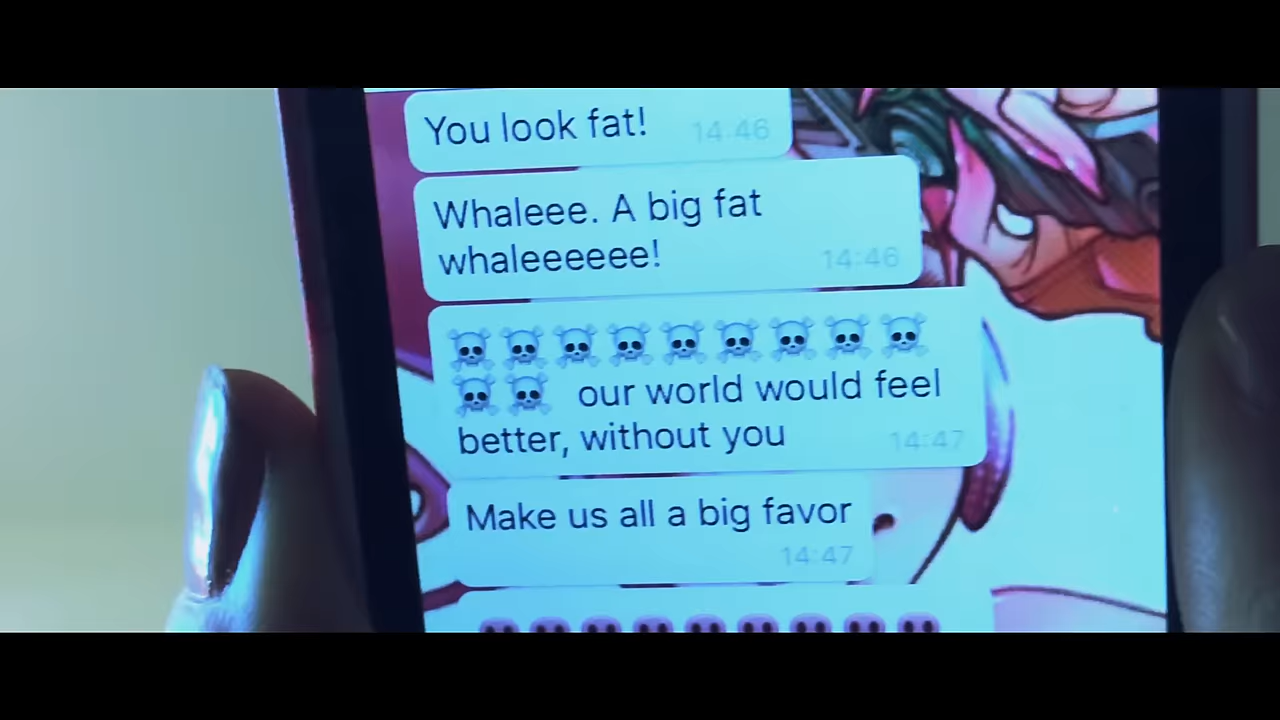 You look fat! 14:46
Whaleee. A big fat
whaleeeeee! 14:46
☠☠☠☠☠☠☠☠☠
☠☠ our world would feel
better, without you 14:47
Make us all a big favor
14:47